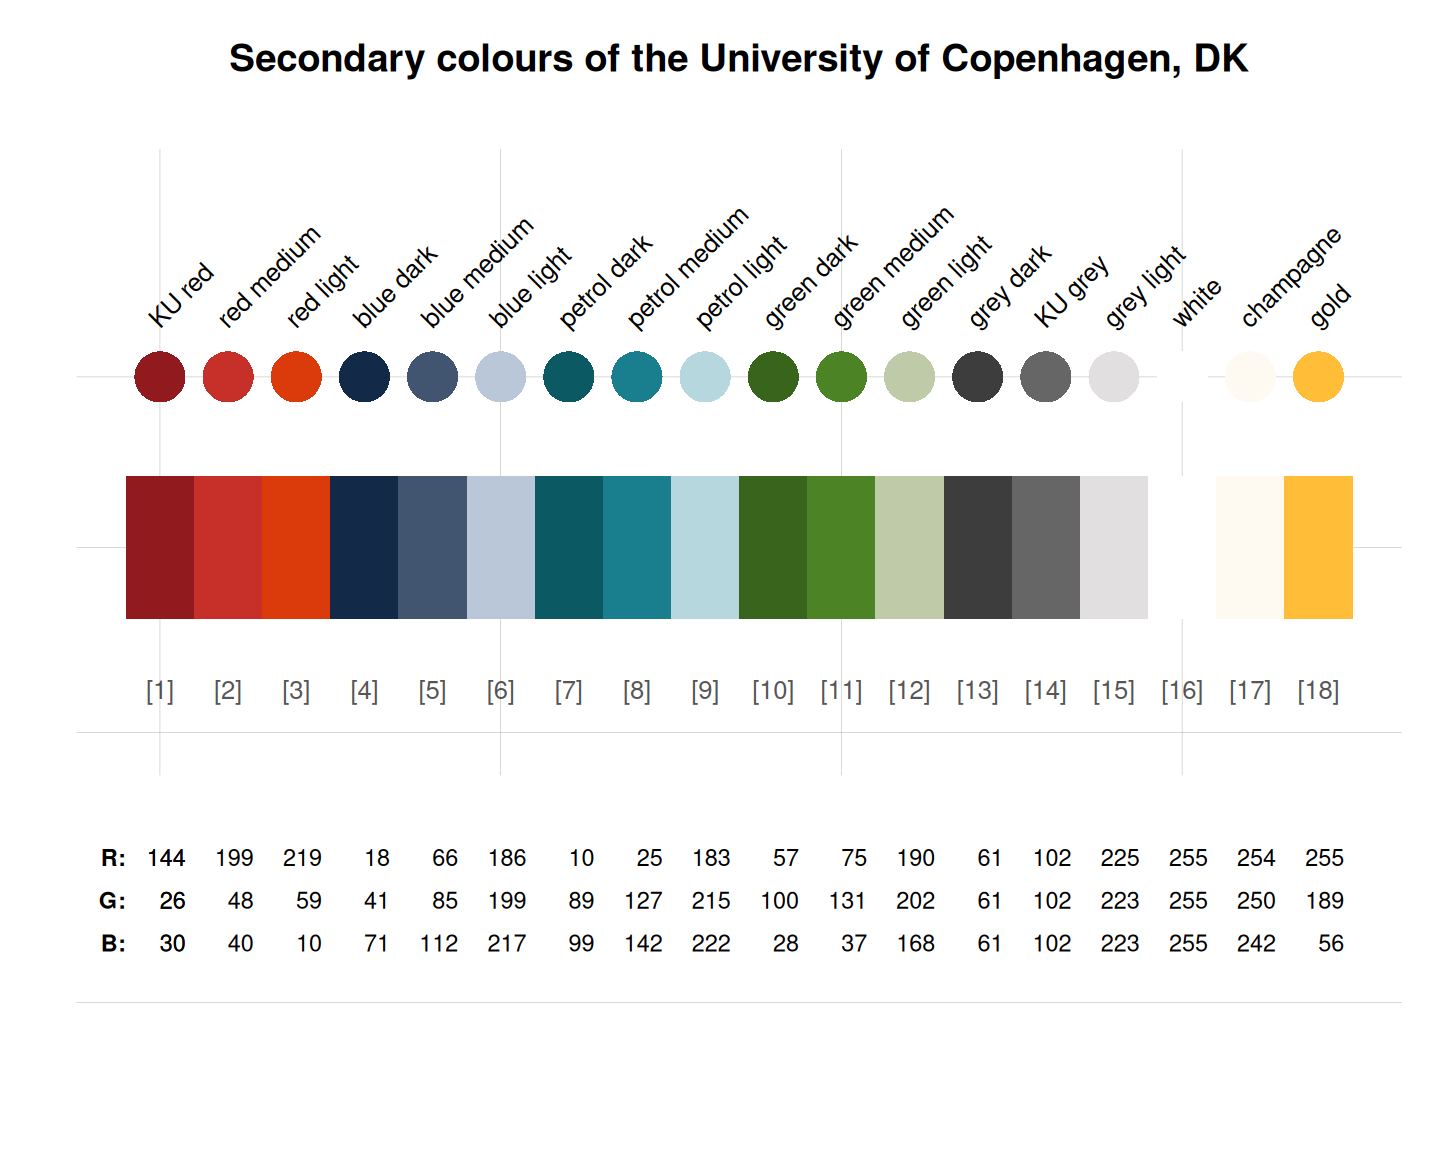 Secondary colours of the University of Copenhagen, DK
KU red
red medium
red light
blue dark
blue medium
blue light
petrol dark
petrol medium
petrol light
green dark
green medium
green light
grey dark
KU grey
grey light
white
champagne
gold
[1] [2] [3] [4] [5] [6] [7] [8] [9] [10] [11] [12] [13] [14] [15] [16] [17] [18]
R: 144 199 219 18 66 186 10 25 183 57 75 190 61 102 225 255 254 255
G: 26 48 59 41 85 199 89 127 215 100 131 202 61 102 223 255 250 189
B: 30 40 10 71 112 217 99 142 222 28 37 168 61 102 223 255 242 56